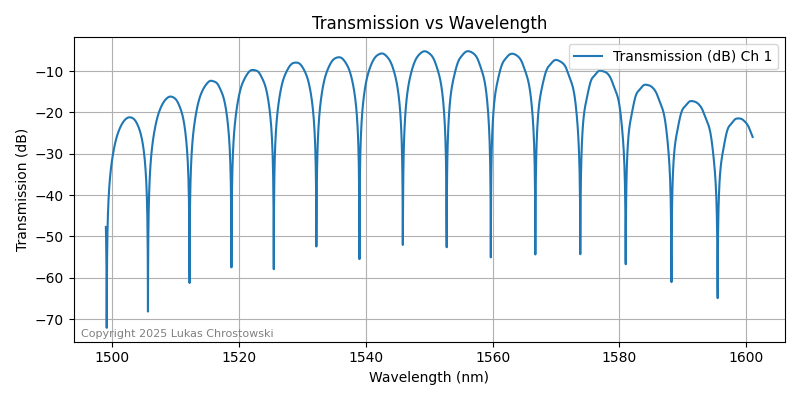 Transmission vs Wavelength
Transmission (dB) Ch 1
Transmission (dB)
−10
−20
−30
−40
−50
−60
−70
Copyright 2025 Lukas Chrostowski
1500
1520
1540
1560
1580
1600
Wavelength (nm)